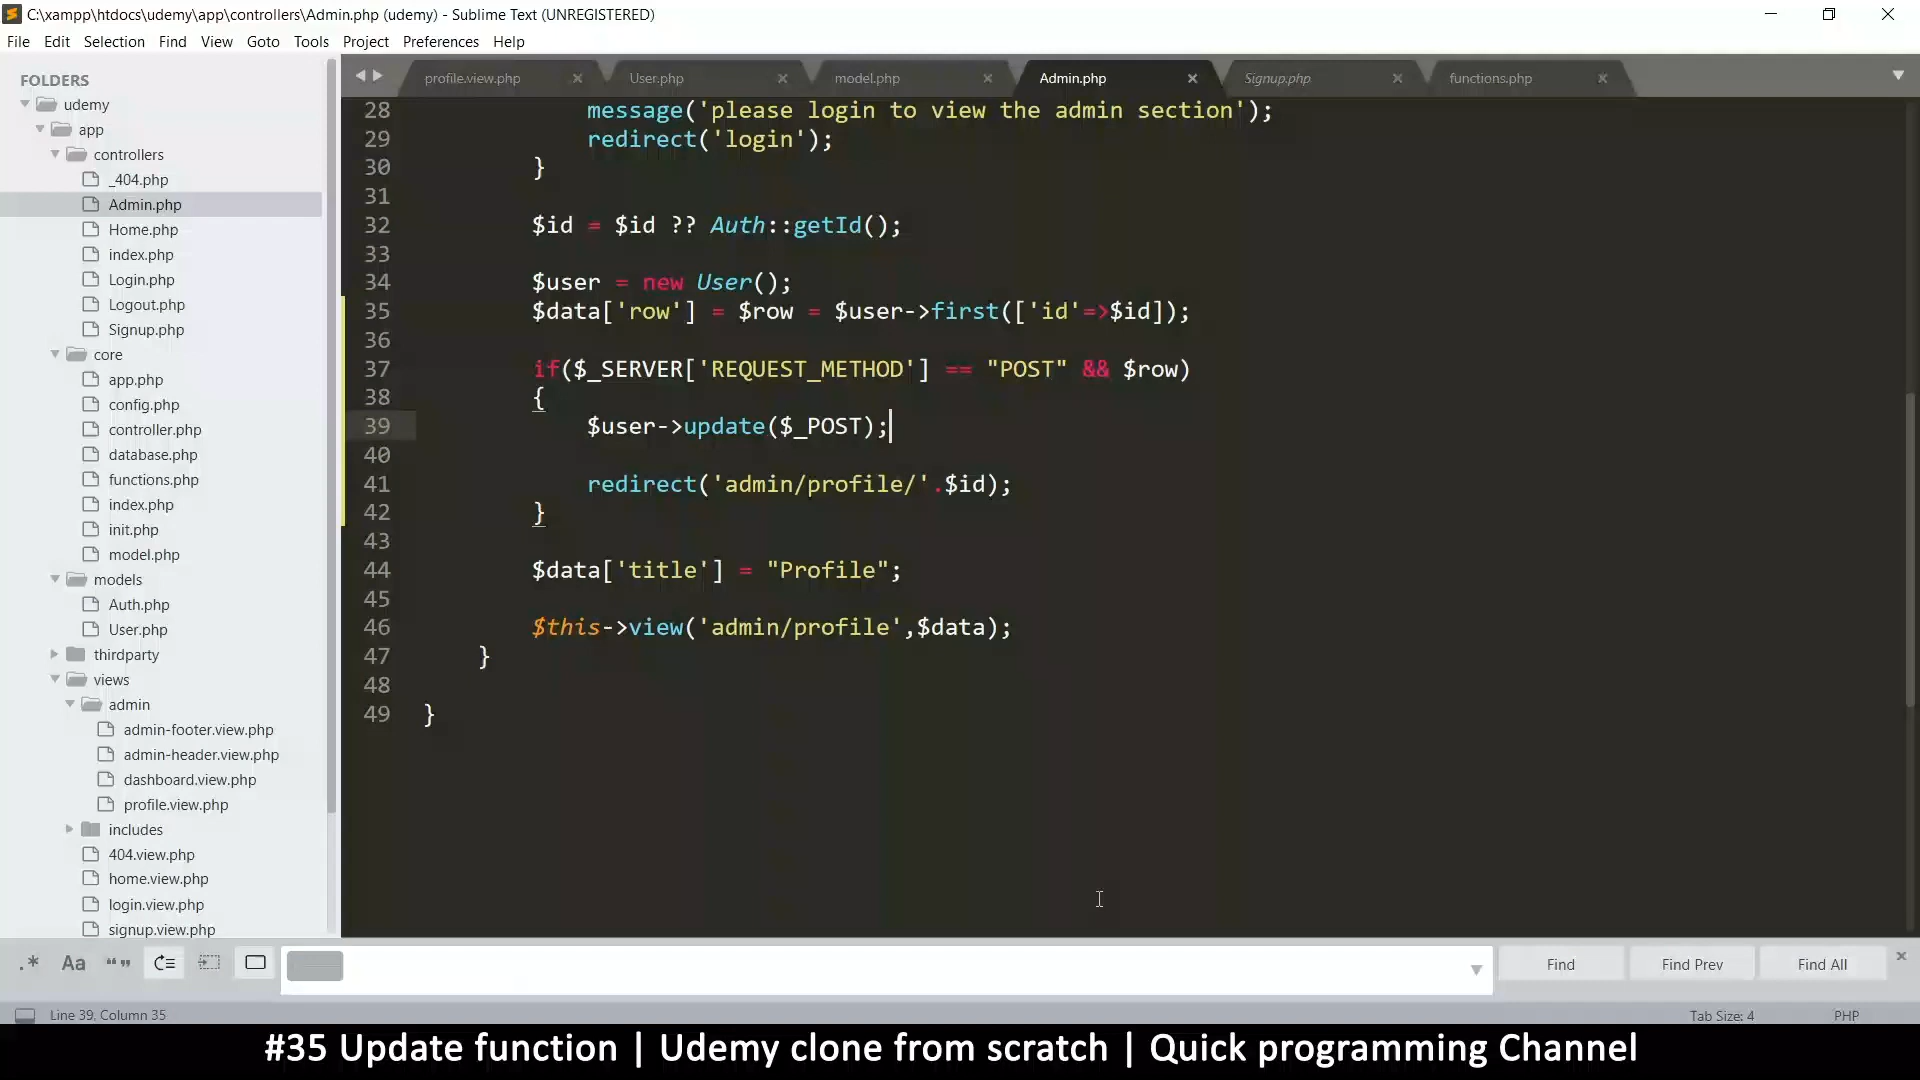 C:\xampp\htdocs\udemy\app\controllers\Admin.php (udemy) - Sublime Text (UNREGISTERED)
File Edit Selection Find View Goto Tools Project Preferences Help
FOLDERS
udemy
app
controllers
_404.php
Admin.php
Home.php
index.php
Login.php
Logout.php
Signup.php
core
app.php
config.php
controller.php
database.php
functions.php
index.php
init.php
model.php
models
Auth.php
User.php
thirdparty
views
admin
admin-footer.view.php
admin-header.view.php
dashboard.view.php
profile.view.php
includes
404.view.php
home.view.php
login.view.php
signup.view.php
profile.view.php User.php model.php Admin.php Signup.php functions.php
28 message('please login to view the admin section');
29 redirect('login');
30 }
31
32 $id = $id ?? Auth::getId();
33
34 $user = new User();
35 $data['row'] = $row = $user->first(['id'=>$id]);
36
37 if($_SERVER['REQUEST_METHOD'] == "POST" && $row)
38 {
39 $user->update($_POST);
40
41 redirect('admin/profile/'.$id);
42 }
43
44 $data['title'] = "Profile";
45
46 $this->view('admin/profile',$data);
47 }
48
49 }
.* Aa “” Find Find Prev Find All
Line 39, Column 35 Tab Size: 4 PHP
#35 Update function | Udemy clone from scratch | Quick programming Channel